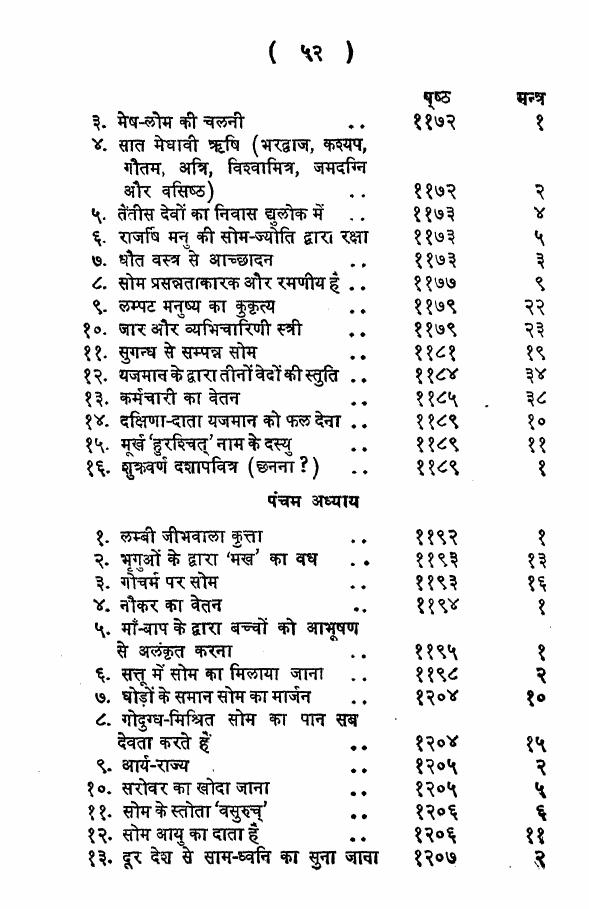 ( ५२ )
पृष्ठ मन्त्र
३. मेष-लोम की चलनी .. ११७२ १
४. सात मेधावी ऋषि (भरद्वाज, कश्यप,
गौतम, अत्रि, विश्वामित्र, जमदग्नि
और वसिष्ठ) .. ११७२ २
५. तेंतीस देवों का निवास द्युलोक में .. ११७३ ४
६. राजर्षि मनु की सोम-ज्योति द्वारा रक्षा ११७३ ५
७. धौत वस्त्र से आच्छादन .. ११७३ ३
८. सोम प्रसन्नताकारक और रमणीय है .. ११७७ ९
९. लम्पट मनुष्य का कुकृत्य .. ११७९ २२
१०. जार और व्यभिचारिणी स्त्री .. ११७९ २३
११. सुगन्ध से सम्पन्न सोम .. ११८१ १९
१२. यजमान के द्वारा तीनों वेदों की स्तुति .. ११८४ ३४
१३. कर्मचारी का वेतन .. ११८५ ३८
१४. दक्षिणा-दाता यजमान को फल देना .. ११८९ १०
१५. मूर्ख ‘हुरश्चित्’ नाम के दस्यु .. ११८९ ११
१६. शुक्रवर्ण दशापवित्र (छनना ?) .. ११८९ १
पंचम अध्याय
१. लम्बी जीभवाला कुत्ता .. ११९२ १
२. भृगुओं के द्वारा ‘मख’ का वध .. ११९३ १३
३. गोचर्म पर सोम .. ११९३ १६
४. नौकर का वेतन .. ११९४ १
५. माँ-बाप के द्वारा बच्चों को आभूषण
से अलंकृत करना .. ११९५ १
६. सत्तू में सोम का मिलाया जाना .. ११९८ २
७. घोड़ों के समान सोम का मार्जन .. १२०४ १०
८. गोदुग्ध-मिश्रित सोम का पान सब
देवता करते हैं .. १२०४ १५
९. आर्य-राज्य .. १२०५ २
१०. सरोवर का खोदा जाना .. १२०५ ५
११. सोम के स्तोता ‘वसुरुच्’ .. १२०६ ६
१२. सोम आयु का दाता है .. १२०६ ११
१३. दूर देश से साम-ध्वनि का सुना जाना १२०७ २